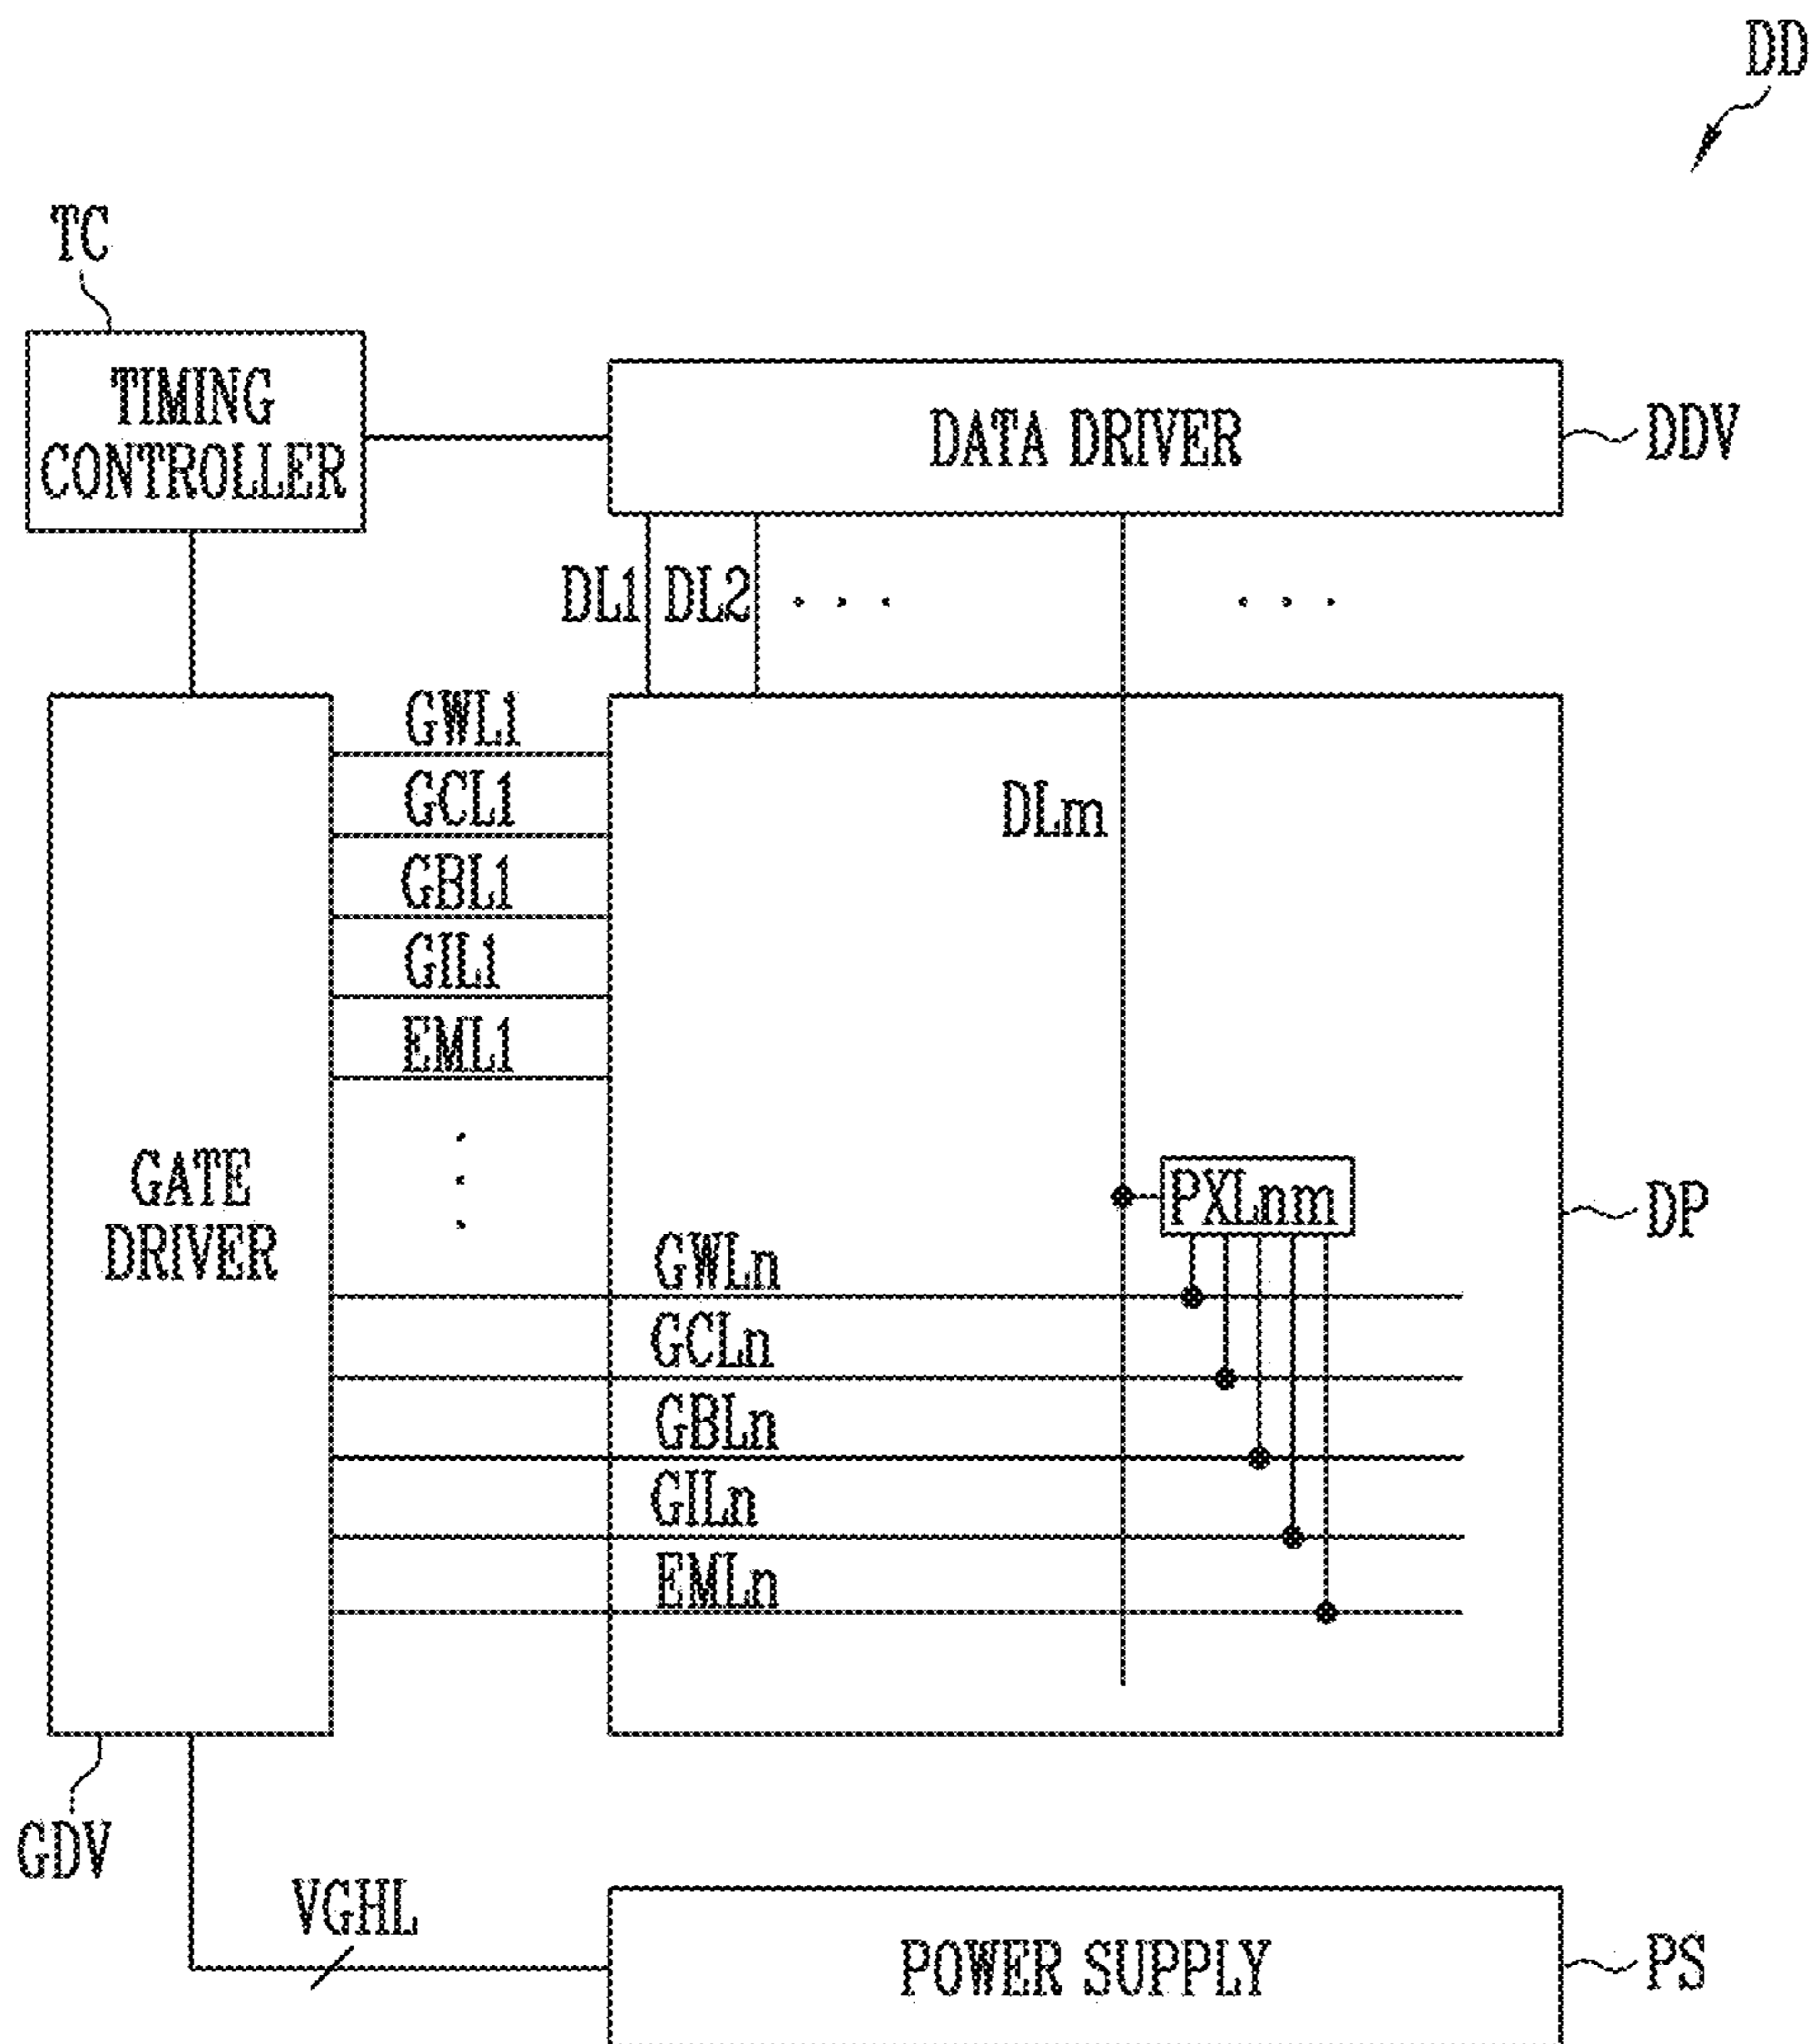 DD
TC
TIMING
CONTROLLER
DATA DRIVER
DDV
DL1
DL2
. . .
. . .
GWL1
GCL1
GBL1
GIL1
EML1
DLm
GATE
DRIVER
PXLnm
DP
GWLn
GCLn
GBLn
GILn
EMLn
GDV
VGHL
POWER SUPPLY
PS